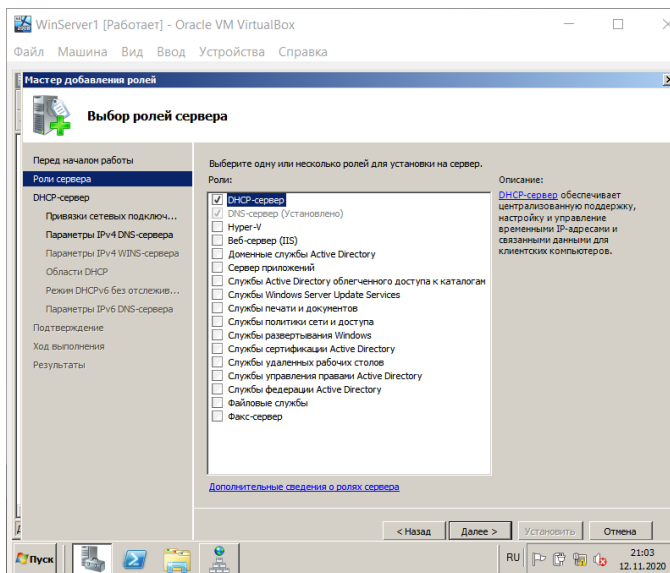 WinServer1 [Работает] - Oracle VM VirtualBox
Файл Машина Вид Ввод Устройства Справка
Мастер добавления ролей
Выбор ролей сервера
Перед началом работы
Роли сервера
DHCP-сервер
Привязки сетевых подключ...
Параметры IPv4 DNS-сервера
Параметры IPv4 WINS-сервера
Области DHCP
Режим DHCPv6 без отслежив...
Параметры IPv6 DNS-сервера
Подтверждение
Ход выполнения
Результаты
Выберите одну или несколько ролей для установки на сервер.
Роли:
DHCP-сервер
DNS-сервер (Установлено)
Hyper-V
Веб-сервер (IIS)
Доменные службы Active Directory
Сервер приложений
Службы Active Directory облегченного доступа к каталогам
Службы Windows Server Update Services
Службы печати и документов
Службы политики сети и доступа
Службы развертывания Windows
Службы сертификации Active Directory
Службы удаленных рабочих столов
Службы управления правами Active Directory
Службы федерации Active Directory
Файловые службы
Факс-сервер
Дополнительные сведения о ролях сервера
Описание:
DHCP-сервер обеспечивает
централизованную поддержку,
настройку и управление
временными IP-адресами и
связанными данными для
клиентских компьютеров.
< Назад Далее > Установить Отмена
Пуск RU 21:03
12.11.2020